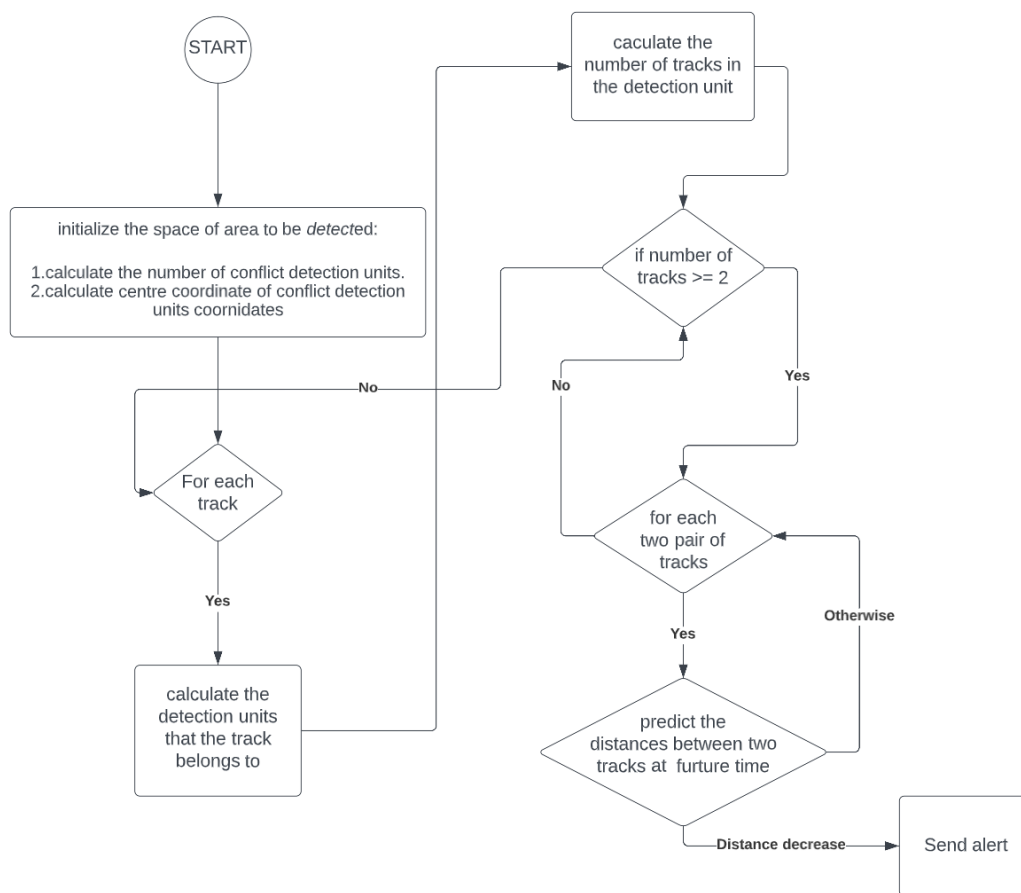 START
initialize the space of area to be detected:
1.calculate the number of conflict detection units.
2.calculate centre coordinate of conflict detection
units coornidates
For each
track
Yes
calculate the
detection units
that the track
belongs to
caculate the
number of tracks in
the detection unit
if number of
tracks >= 2
No
Yes
No
for each
two pair of
tracks
Yes
Otherwise
predict the
distances between two
tracks at furture time
Distance decrease
Send alert